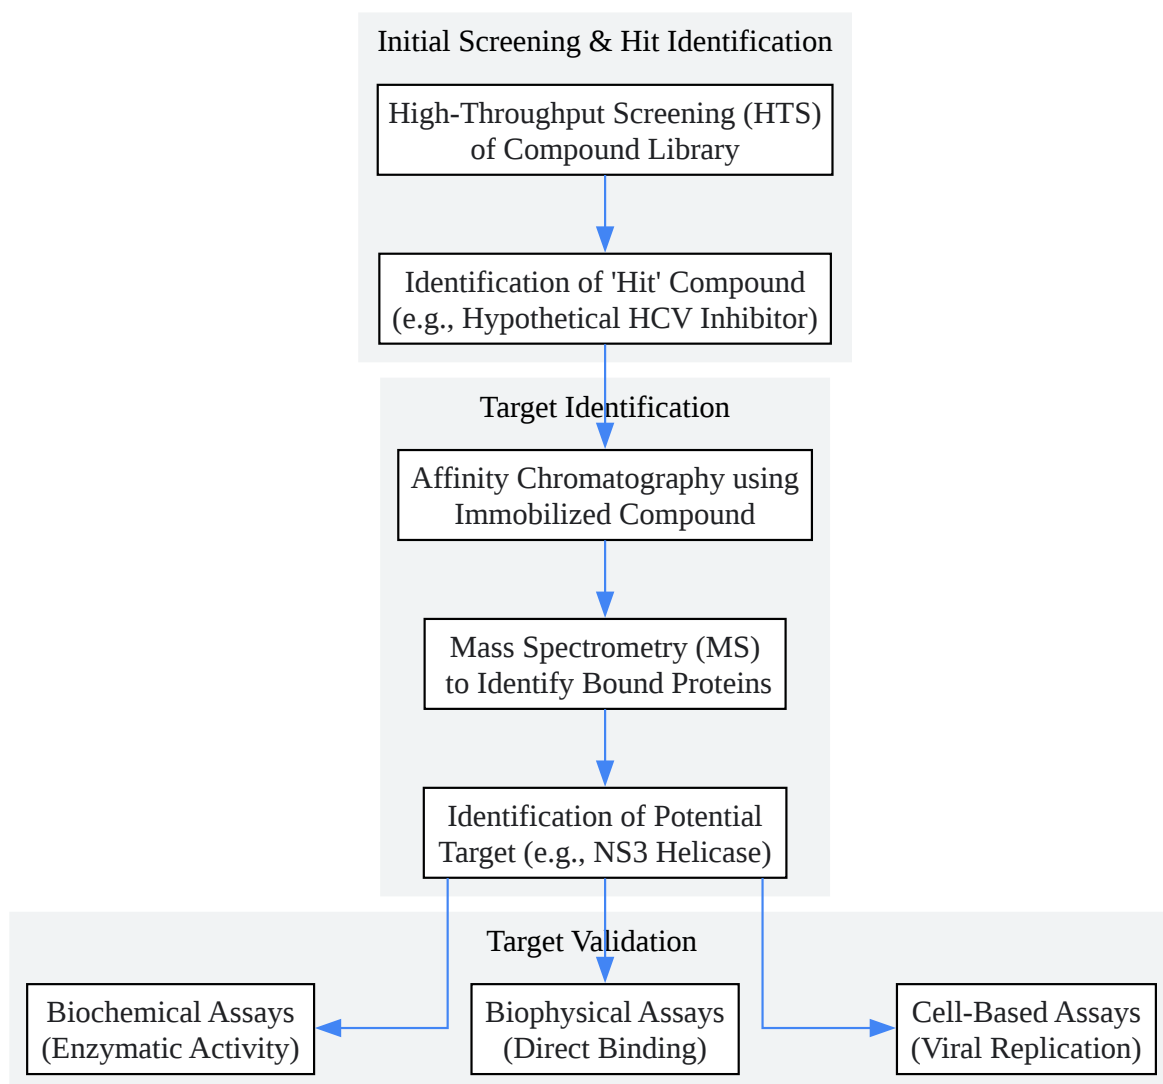 Initial Screening & Hit Identification
High-Throughput Screening (HTS)
of Compound Library
Identification of 'Hit' Compound
(e.g., Hypothetical HCV Inhibitor)
Target Identification
Affinity Chromatography using
Immobilized Compound
Mass Spectrometry (MS)
to Identify Bound Proteins
Identification of Potential
Target (e.g., NS3 Helicase)
Target Validation
Biochemical Assays
(Enzymatic Activity)
Biophysical Assays
(Direct Binding)
Cell-Based Assays
(Viral Replication)